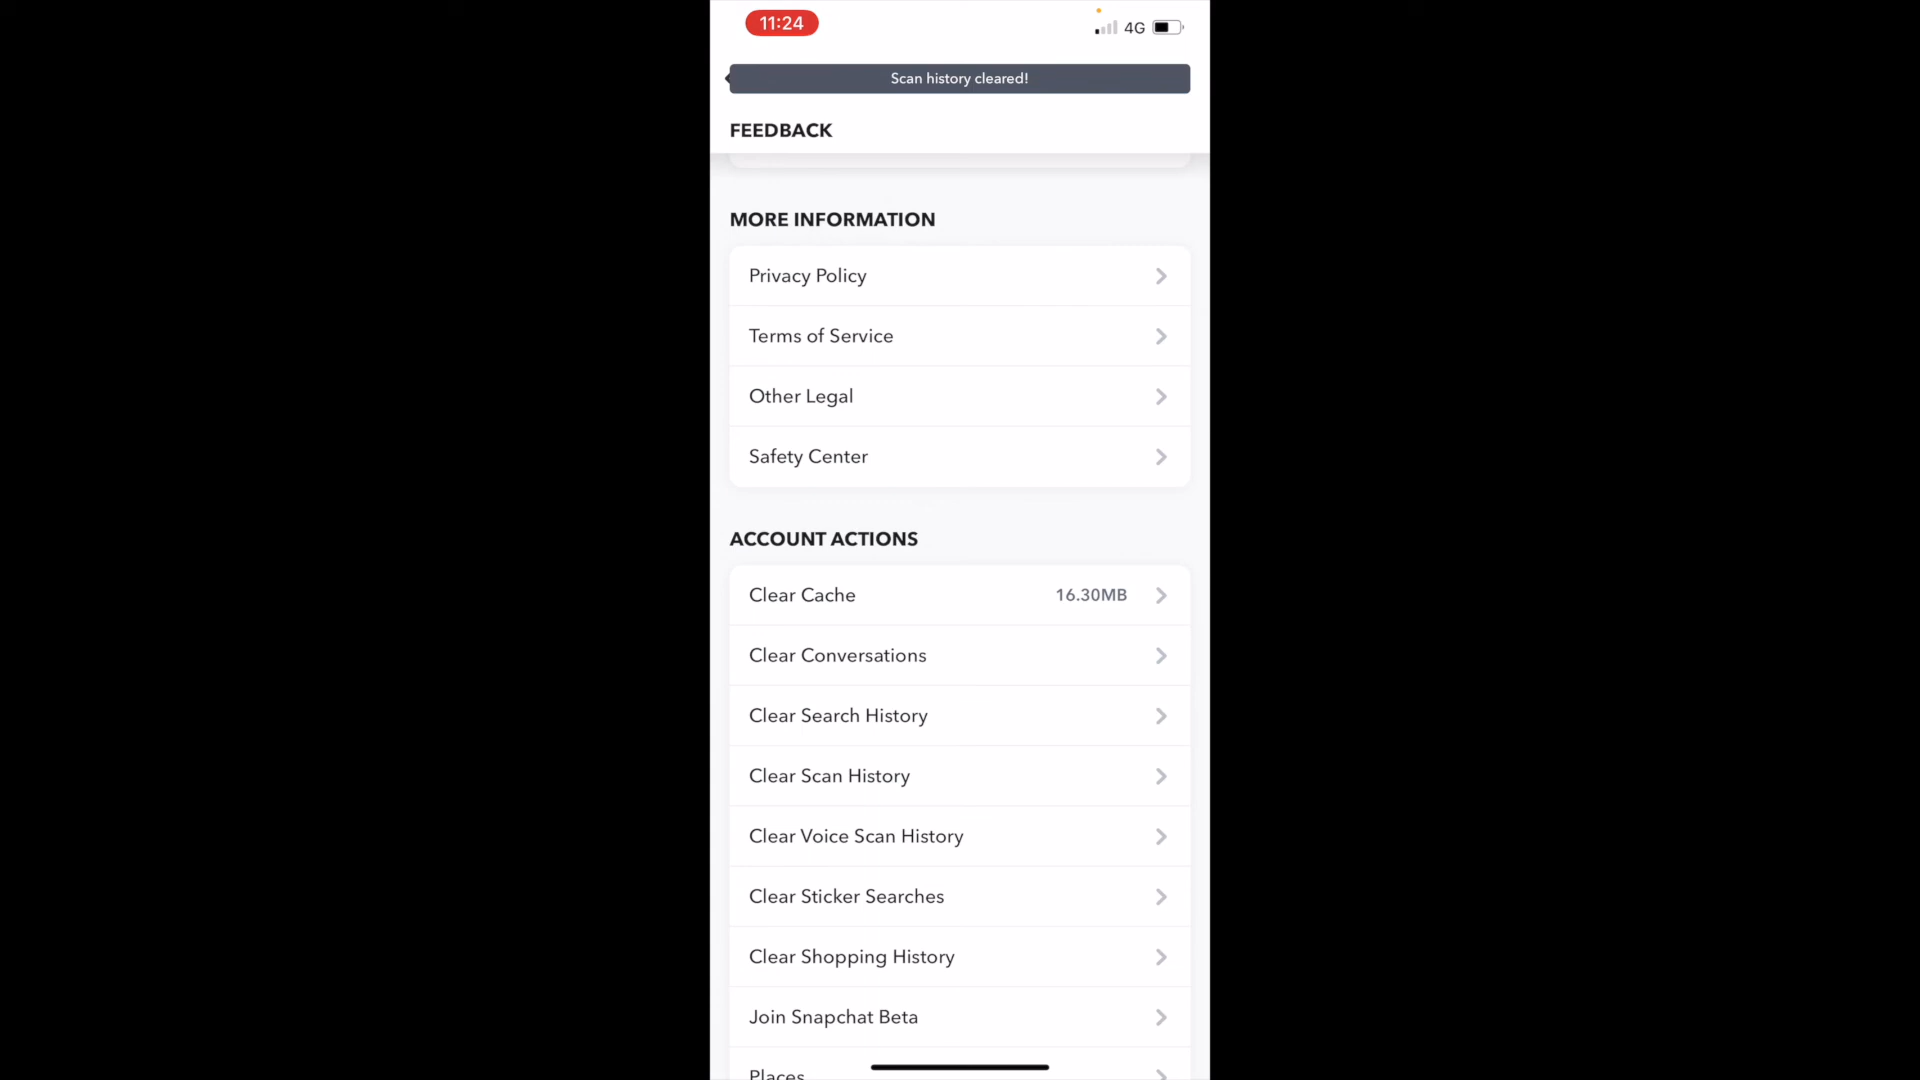 11:24
4G
Scan history cleared!
FEEDBACK
MORE INFORMATION
Privacy Policy
Terms of Service
Other Legal
Safety Center
ACCOUNT ACTIONS
Clear Cache 16.30MB
Clear Conversations
Clear Search History
Clear Scan History
Clear Voice Scan History
Clear Sticker Searches
Clear Shopping History
Join Snapchat Beta
Places